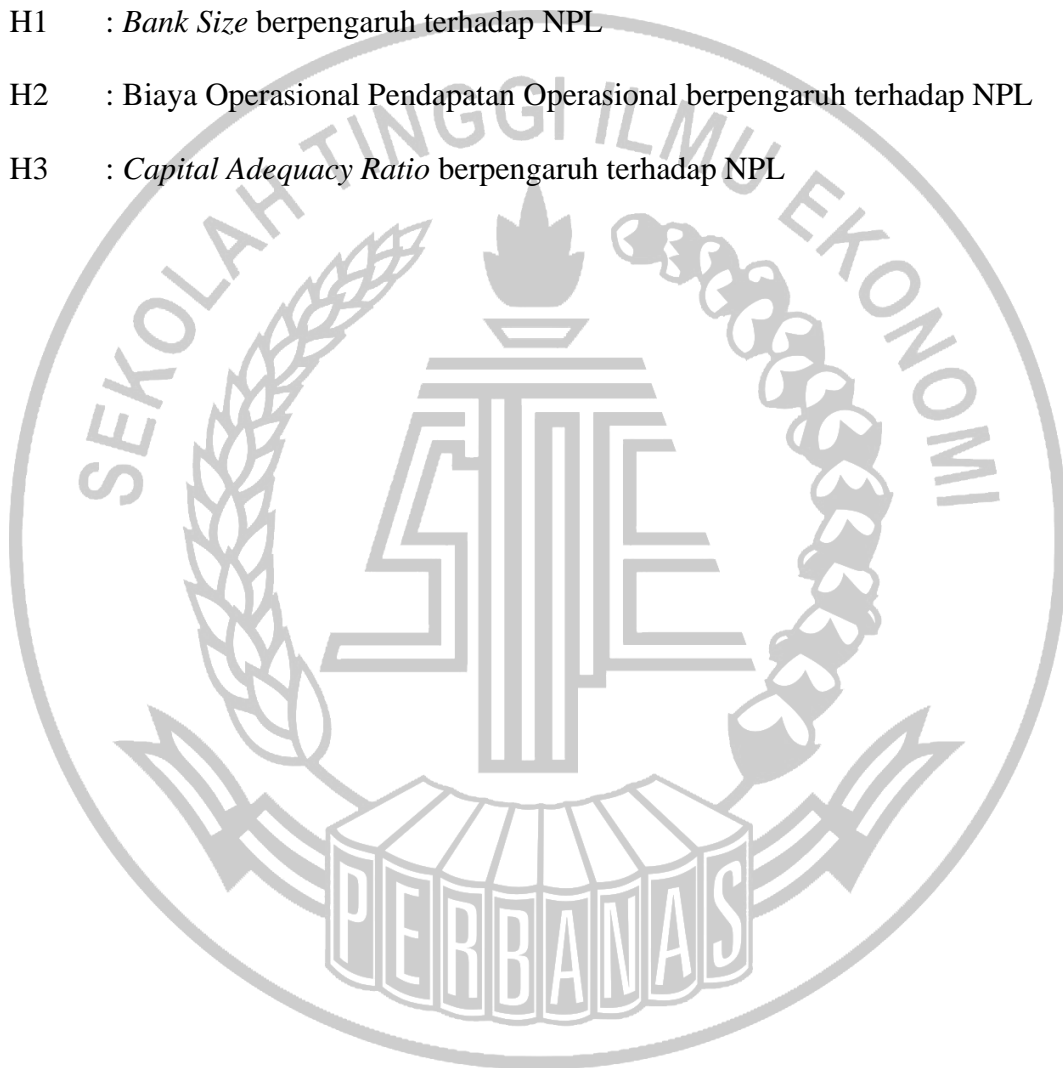 H1 : Bank Size berpengaruh terhadap NPL
H2 : Biaya Operasional Pendapatan Operasional berpengaruh terhadap NPL
H3 : Capital Adequacy Ratio berpengaruh terhadap NPL
SEKOLAH TINGGI ILMU EKONOMI
STIE
PERBANAS